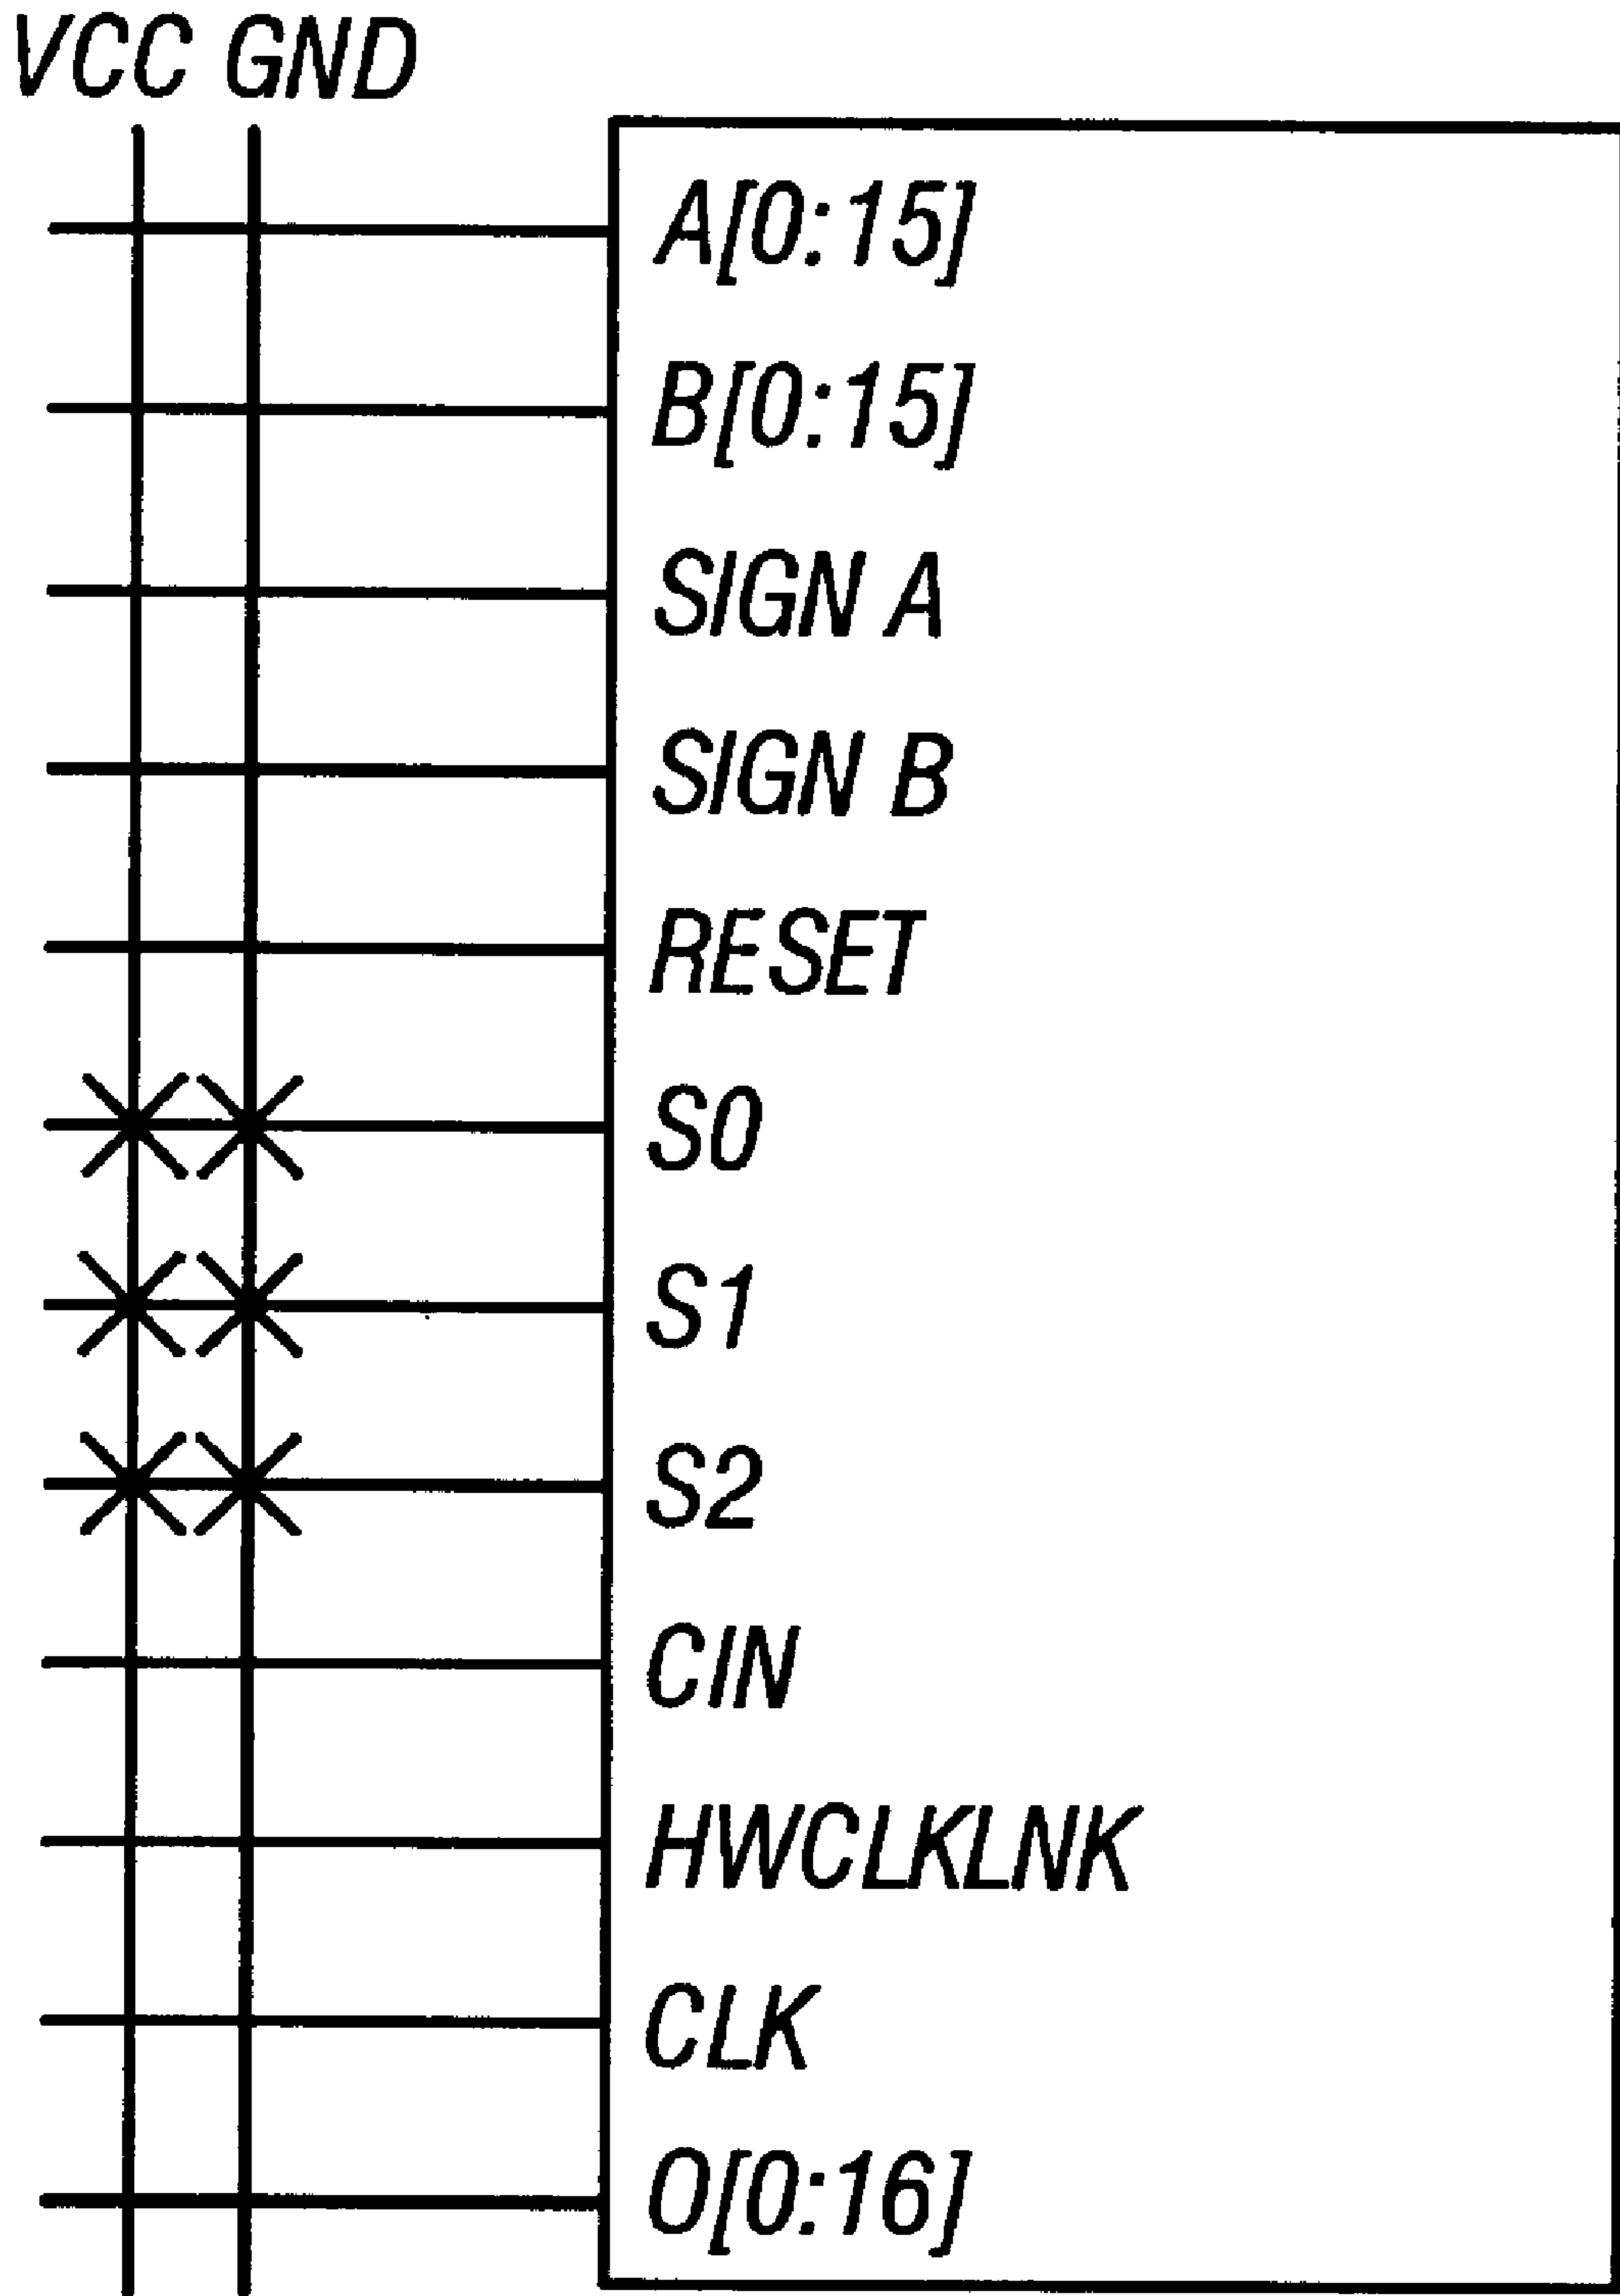 VCC GND
A[0:15]
B[0:15]
SIGN A
SIGN B
RESET
S0
S1
S2
CIN
HWCLKLNK
CLK
O[0:16]